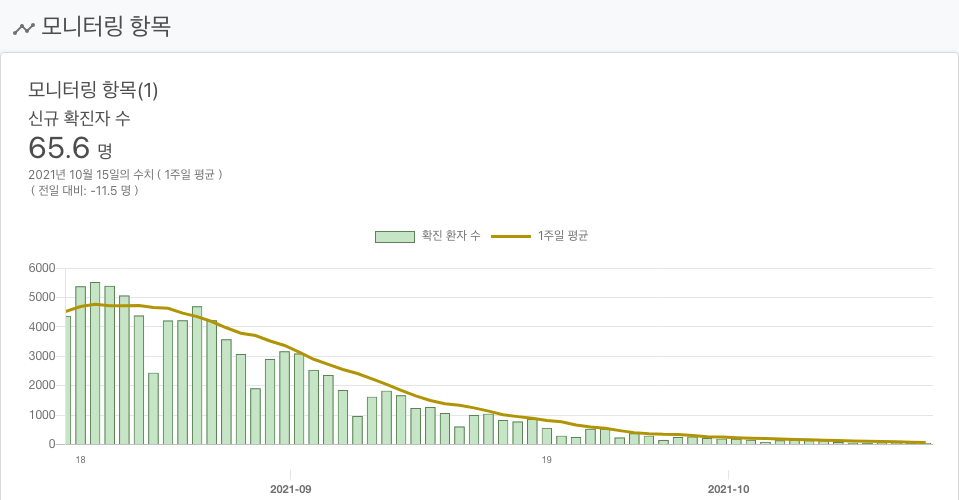 모니터링 항목
모니터링 항목(1)
신규 확진자 수
65.6 명
2021년 10월 15일의 수치 ( 1주일 평균 )
( 전일 대비: -11.5 명 )
확진 환자 수 1주일 평균
6000
5000
4000
3000
2000
1000
0
18 19
2021-09 2021-10